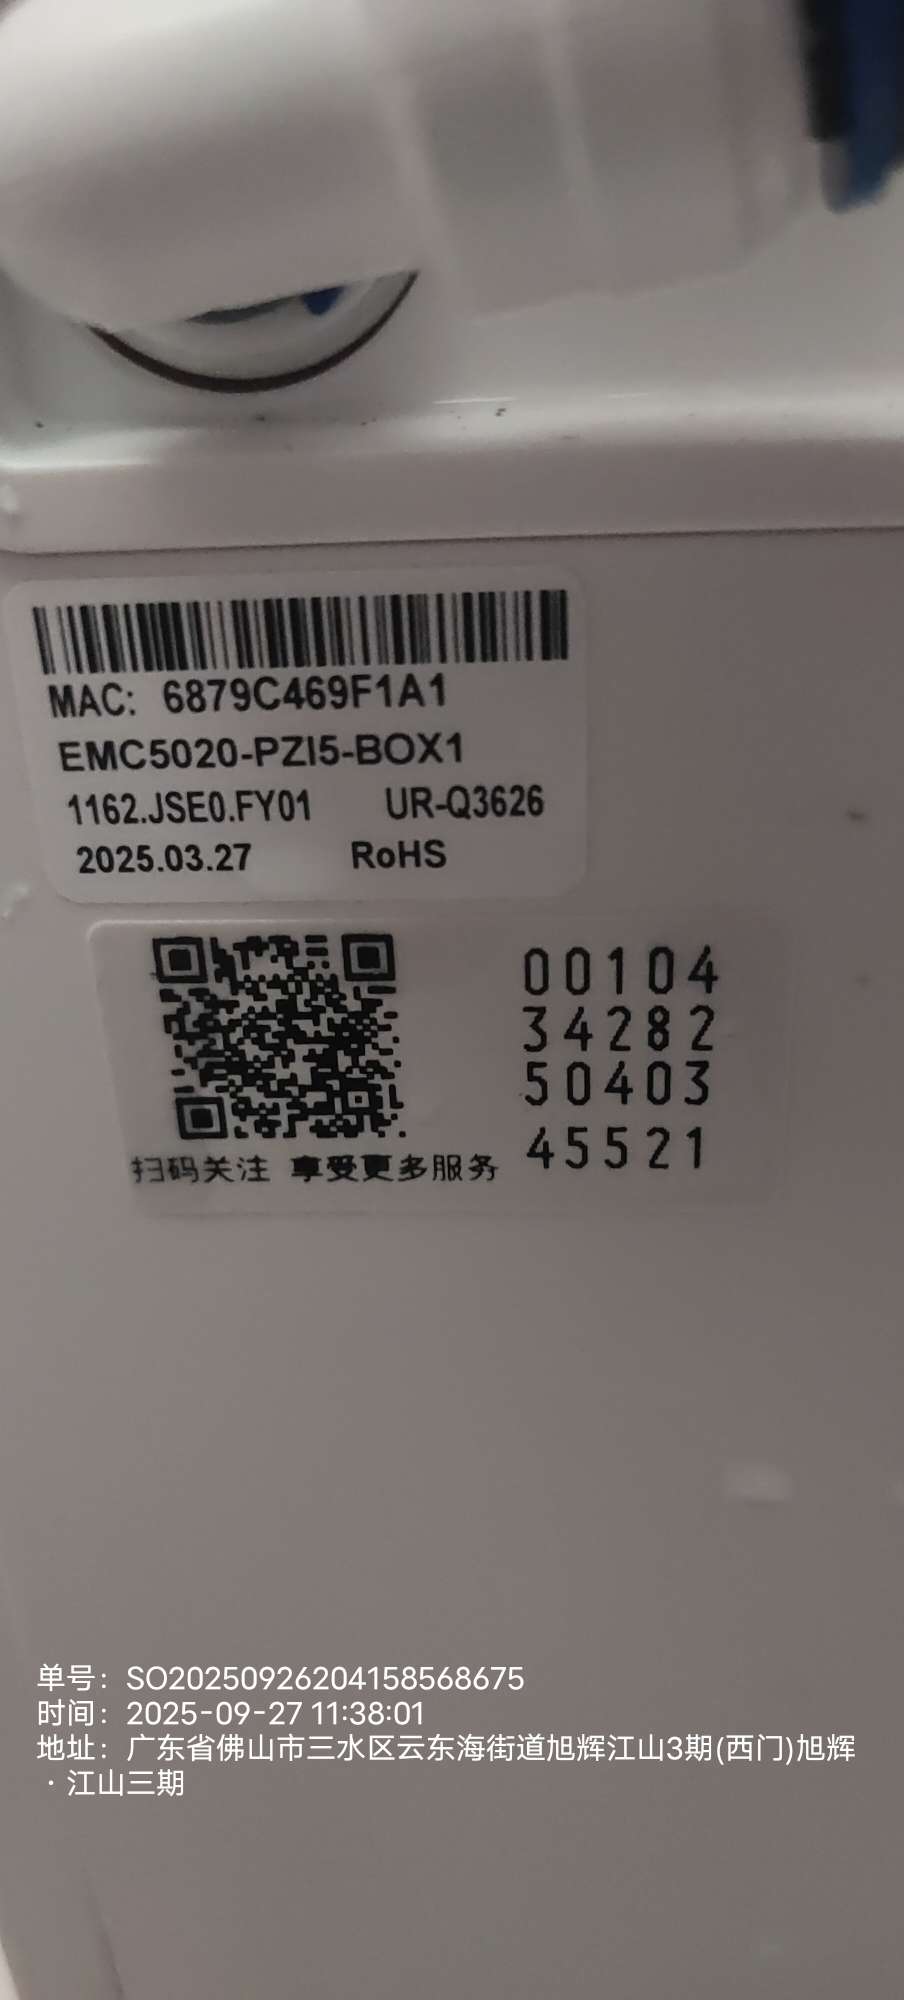 MAC: 6879C469F1A1
EMC5020-PZI5-BOX1
1162.JSE0.FY01 UR-Q3626
2025.03.27 RoHS
00104
34282
50403
45521
扫码关注 享受更多服务
单号：SO20250926204158568675
时间：2025-09-27 11:38:01
地址：广东省佛山市三水区云东海街道旭辉江山3期(西门)旭辉
·江山三期